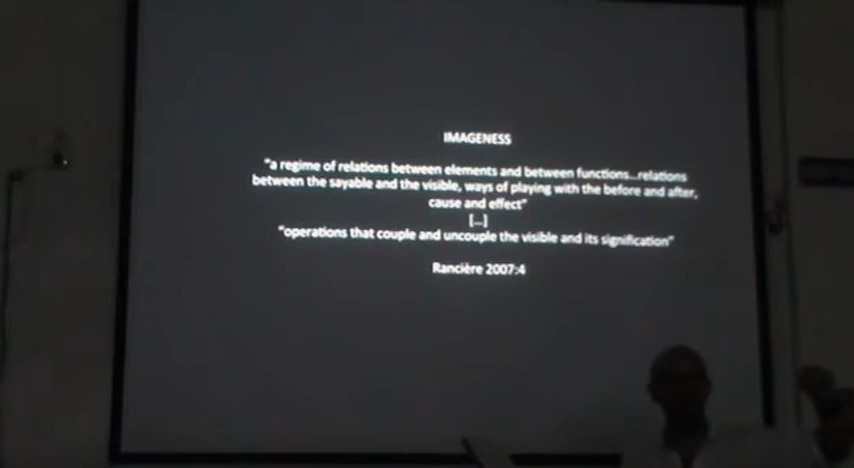 IMAGENESS
"a regime of relations between elements and between functions...relations
between the sayable and the visible, ways of playing with the before and after,
cause and effect"
[...]
"operations that couple and uncouple the visible and its signification"
Rancière 2007:4